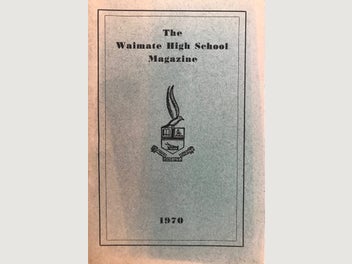 The
Waimate High School
Magazine
1970